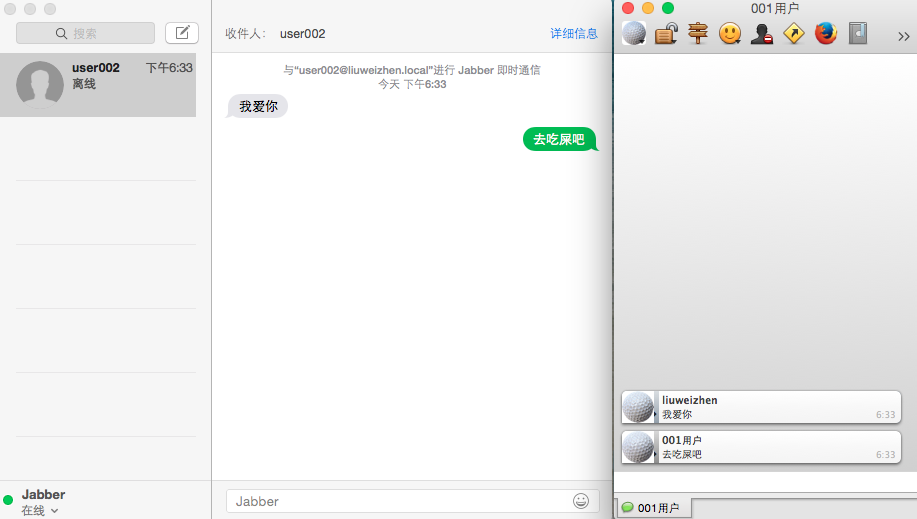 搜索
user002 下午6:33
离线
Jabber
在线
收件人： user002 详细信息
与“user002@liuweizhen.local”进行 Jabber 即时通信
今天 下午6:33
我爱你
去吃屎吧
Jabber
001用户
liuweizhen
我爱你 6:33
001用户
去吃屎吧 6:33
001用户